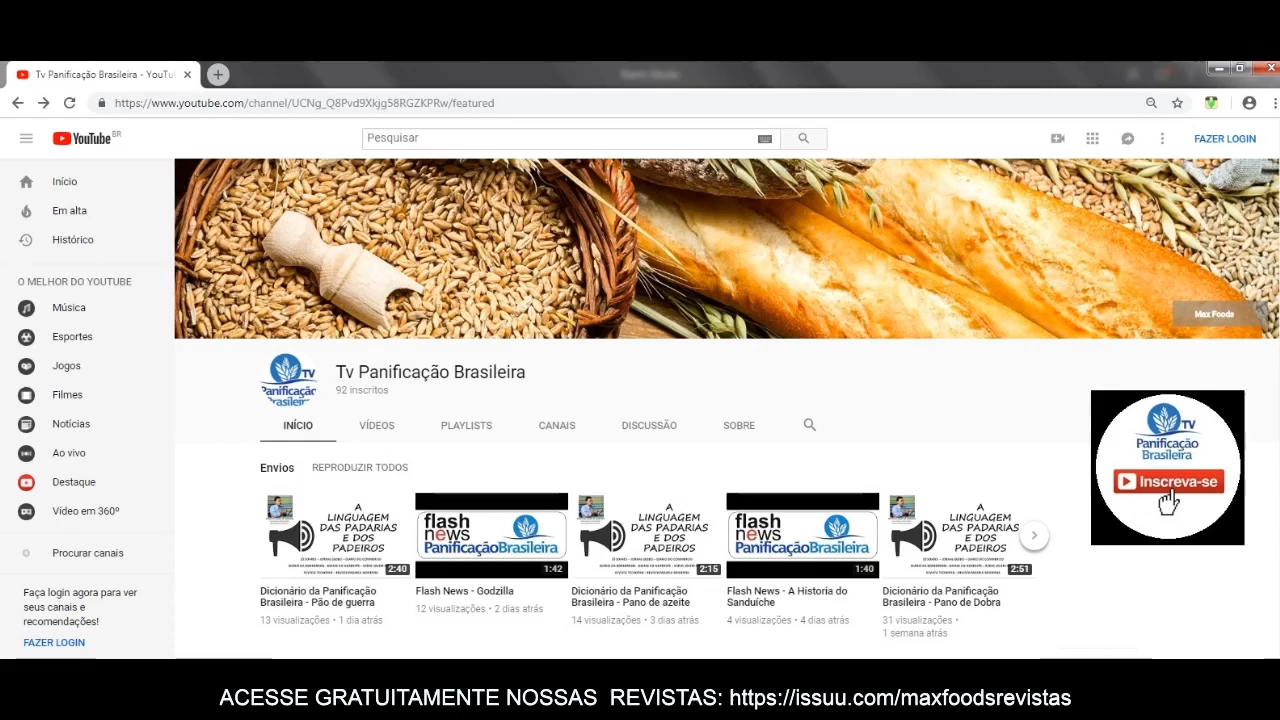 Tv Panificação Brasileira - YouTu
https://www.youtube.com/channel/UCNg_Q8Pvd9Xkjg58RGZKPRw/featured
YouTube BR
Pesquisar
FAZER LOGIN
Início
Em alta
Histórico
O MELHOR DO YOUTUBE
Música
Esportes
Jogos
Filmes
Notícias
Ao vivo
Destaque
Vídeo em 360º
Procurar canais
Faça login agora para ver
seus canais e
recomendações!
FAZER LOGIN
Max Foods
TV
Panificação
Brasileira
Tv Panificação Brasileira
92 inscritos
INÍCIO VÍDEOS PLAYLISTS CANAIS DISCUSSÃO SOBRE
Envios REPRODUZIR TODOS
A
LINGUAGEM
DAS PADARIAS
E DOS
PADEIROS
2:40
Dicionário da Panificação
Brasileira - Pão de guerra
13 visualizações • 1 dia atrás
flash
news
PanificaçãoBrasileira
1:42
Flash News - Godzilla
12 visualizações • 2 dias atrás
A
LINGUAGEM
DAS PADARIAS
E DOS
PADEIROS
2:15
Dicionário da Panificação
Brasileira - Pano de azeite
14 visualizações • 3 dias atrás
flash
news
PanificaçãoBrasileira
1:40
Flash News - A Historia do
Sanduíche
4 visualizações • 4 dias atrás
A
LINGUAGEM
DAS PADARIAS
E DOS
PADEIROS
2:51
Dicionário da Panificação
Brasileira - Pano de Dobra
31 visualizações •
1 semana atrás
TV
Panificação
Brasileira
Inscreva-se
ACESSE GRATUITAMENTE NOSSAS REVISTAS: https://issuu.com/maxfoodsrevistas